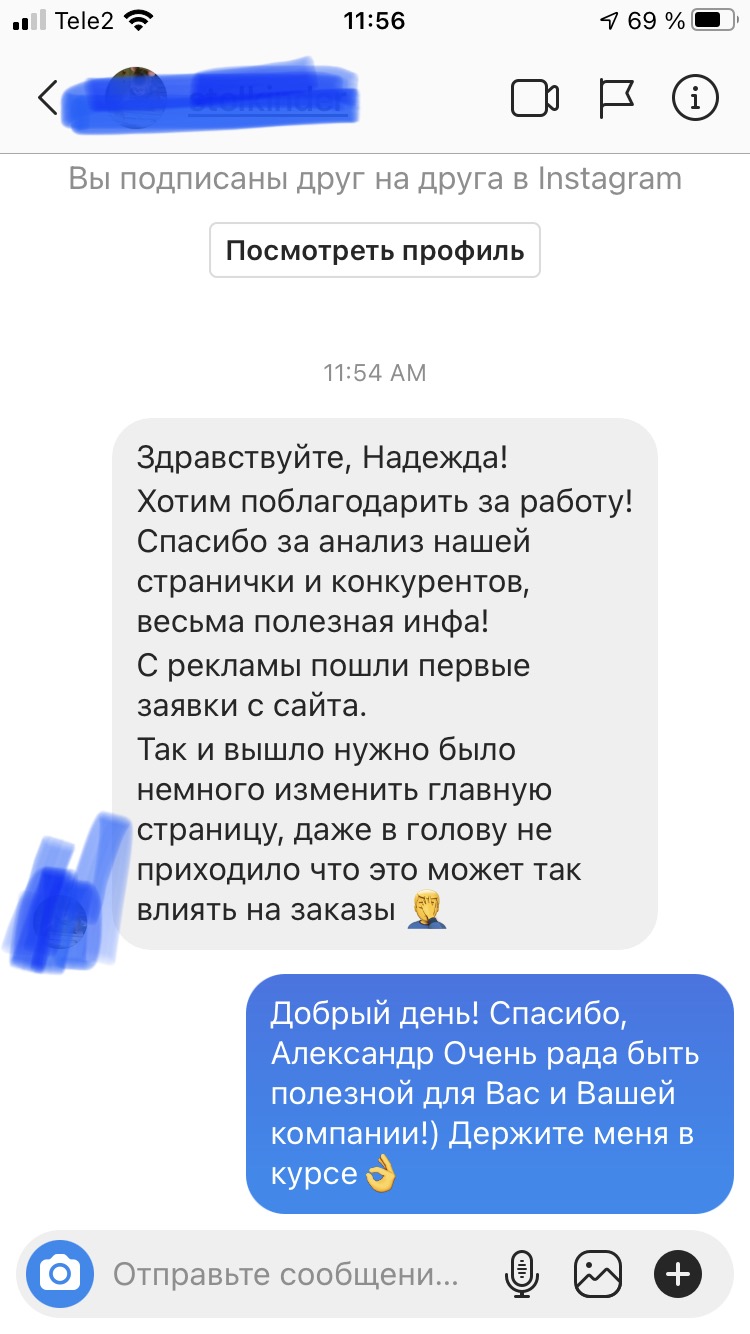 Tele2
11:56
69 %
Вы подписаны друг на друга в Instagram
Посмотреть профиль
11:54 AM
Здравствуйте, Надежда!
Хотим поблагодарить за работу!
Спасибо за анализ нашей
странички и конкурентов,
весьма полезная инфа!
С рекламы пошли первые
заявки с сайта.
Так и вышло нужно было
немного изменить главную
страницу, даже в голову не
приходило что это может так
влиять на заказы 🤦‍♂️
Добрый день! Спасибо,
Александр Очень рада быть
полезной для Вас и Вашей
компании!) Держите меня в
курсе👌
Отправьте сообщени...